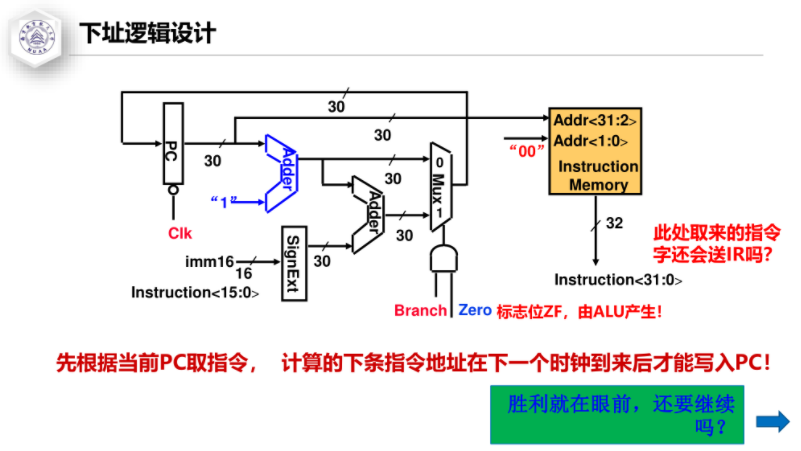 下址逻辑设计
30
30
Addr<31:2>
PC
30
Adder
30
0
Mux
1
"00"
Addr<1:0>
Instruction
Memory
"1"
Adder
30
32
Clk
SignExt
imm16
16
30
此处取来的指令
字还会送IR吗?
Instruction<15:0>
Instruction<31:0>
Branch
Zero
标志位ZF，由ALU产生！
先根据当前PC取指令， 计算的下条指令地址在下一个时钟到来后才能写入PC！
胜利就在眼前，还要继续
吗？